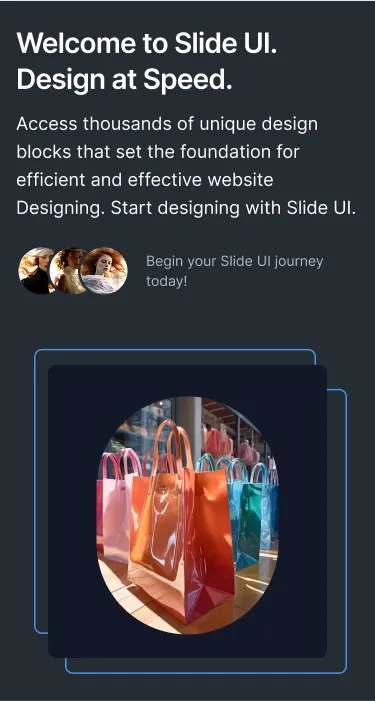 Welcome to Slide UI.
Design at Speed.
Access thousands of unique design
blocks that set the foundation for
efficient and effective website
Designing. Start designing with Slide UI.
Begin your Slide UI journey
today!